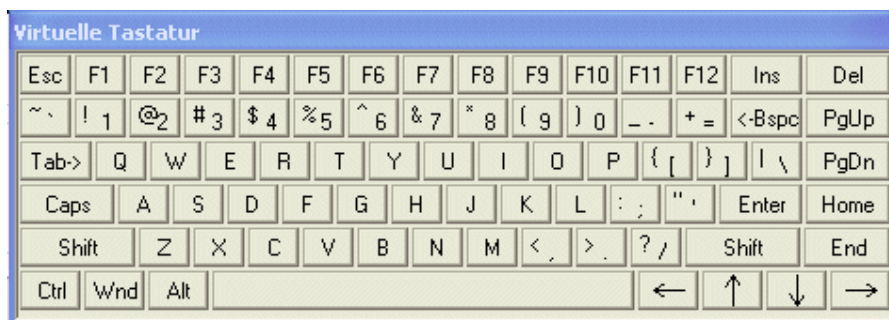 Virtuelle Tastatur
Esc F1 F2 F3 F4 F5 F6 F7 F8 F9 F10 F11 F12 Ins Del
~ ` ! 1 @ 2 # 3 $ 4 % 5 ^ 6 & 7 * 8 ( 9 ) 0 _ - + = <-Bspc PgUp
Tab-> Q W E R T Y U I O P { [ } ] | \ PgDn
Caps A S D F G H J K L : ; " ' Enter Home
Shift Z X C V B N M < , > . ? / Shift End
Ctrl Wnd Alt ← ↑ ↓ →